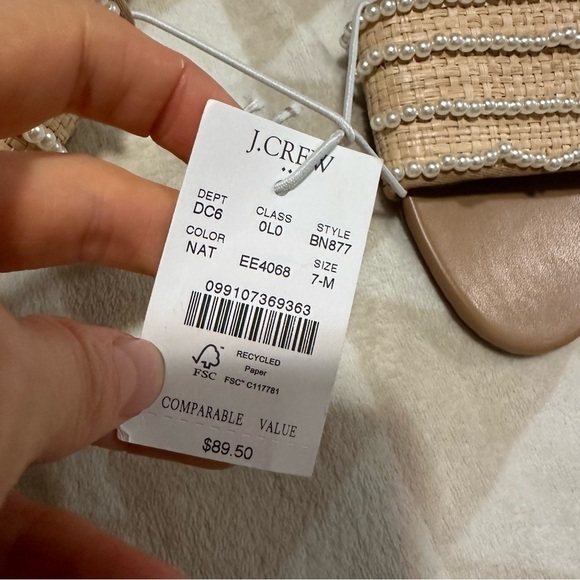 J.CREW
DEPT CLASS STYLE
DC6 0L0 BN877
COLOR SIZE
NAT EE4068 7-M
099107369363
RECYCLED
Paper
FSC FSC™ C117781
COMPARABLE VALUE
$89.50